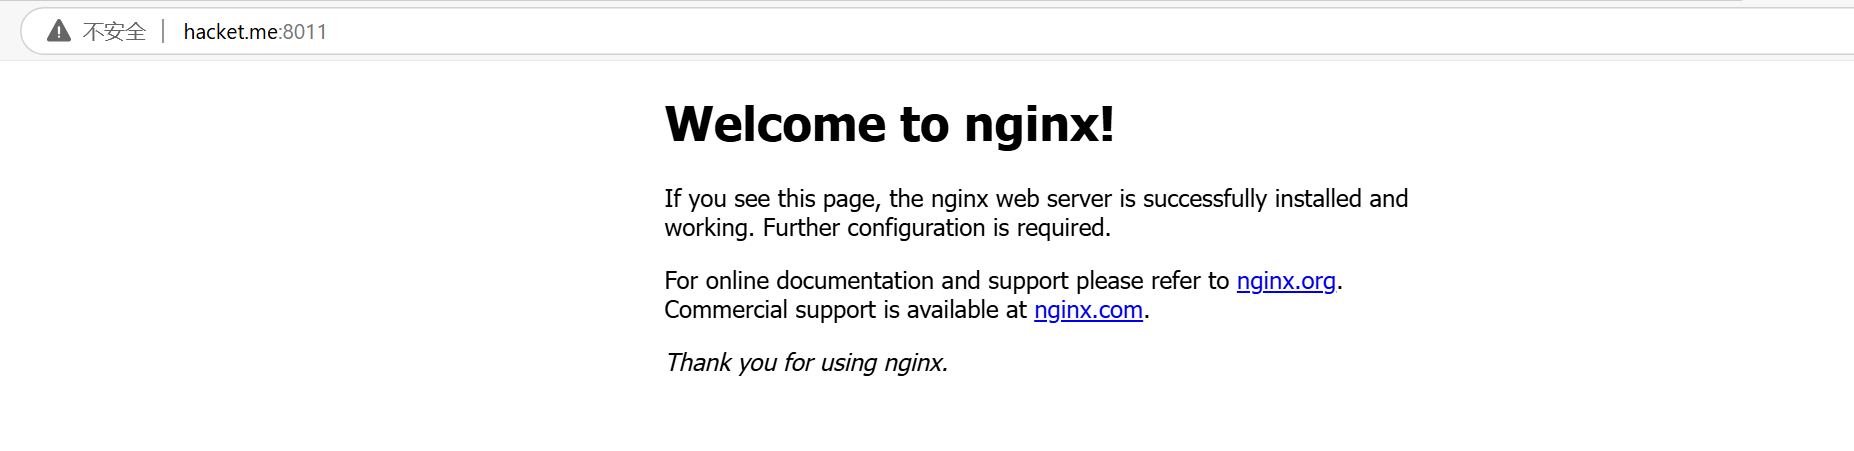 不安全 | hacket.me:8011
Welcome to nginx!
If you see this page, the nginx web server is successfully installed and
working. Further configuration is required.
For online documentation and support please refer to nginx.org.
Commercial support is available at nginx.com.
Thank you for using nginx.